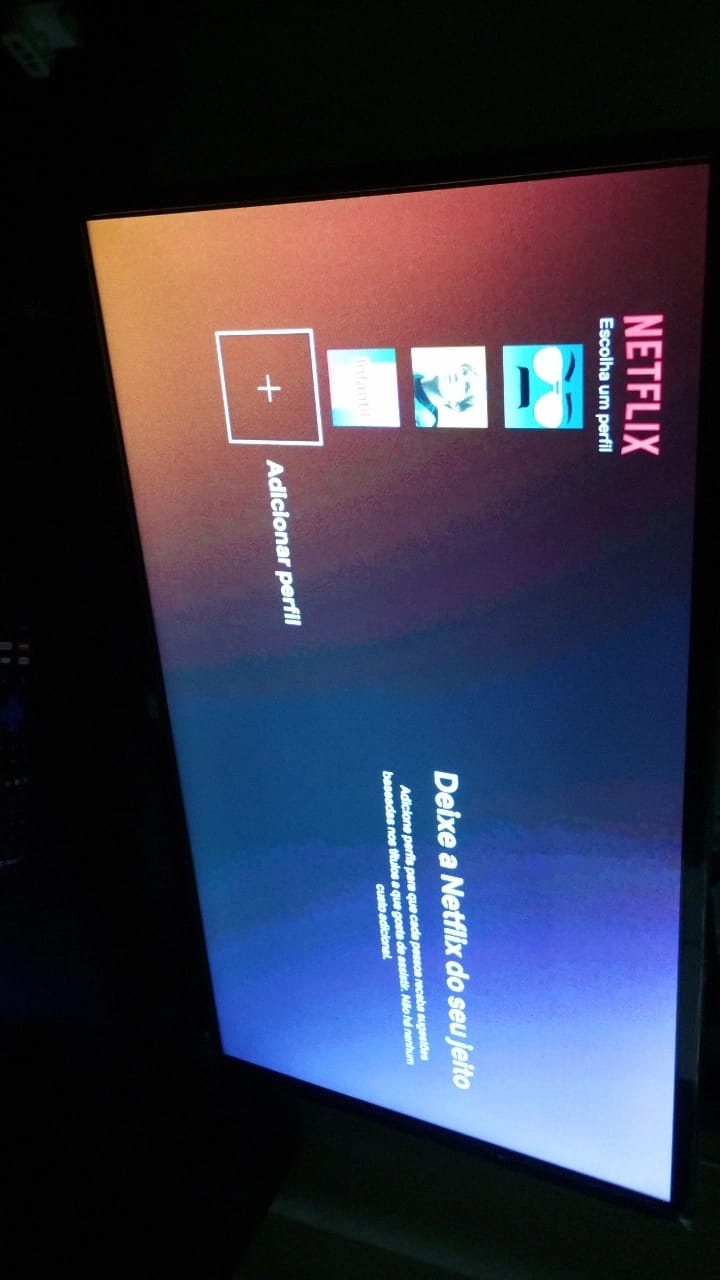 NETFLIX
Escolha um perfil
Infantil
Adicionar perfil
Deixe a Netflix do seu jeito
Adicione perfis para que cada pessoa receba sugestões
baseadas nos títulos a que gosta de assistir. Não há nenhum
custo adicional.